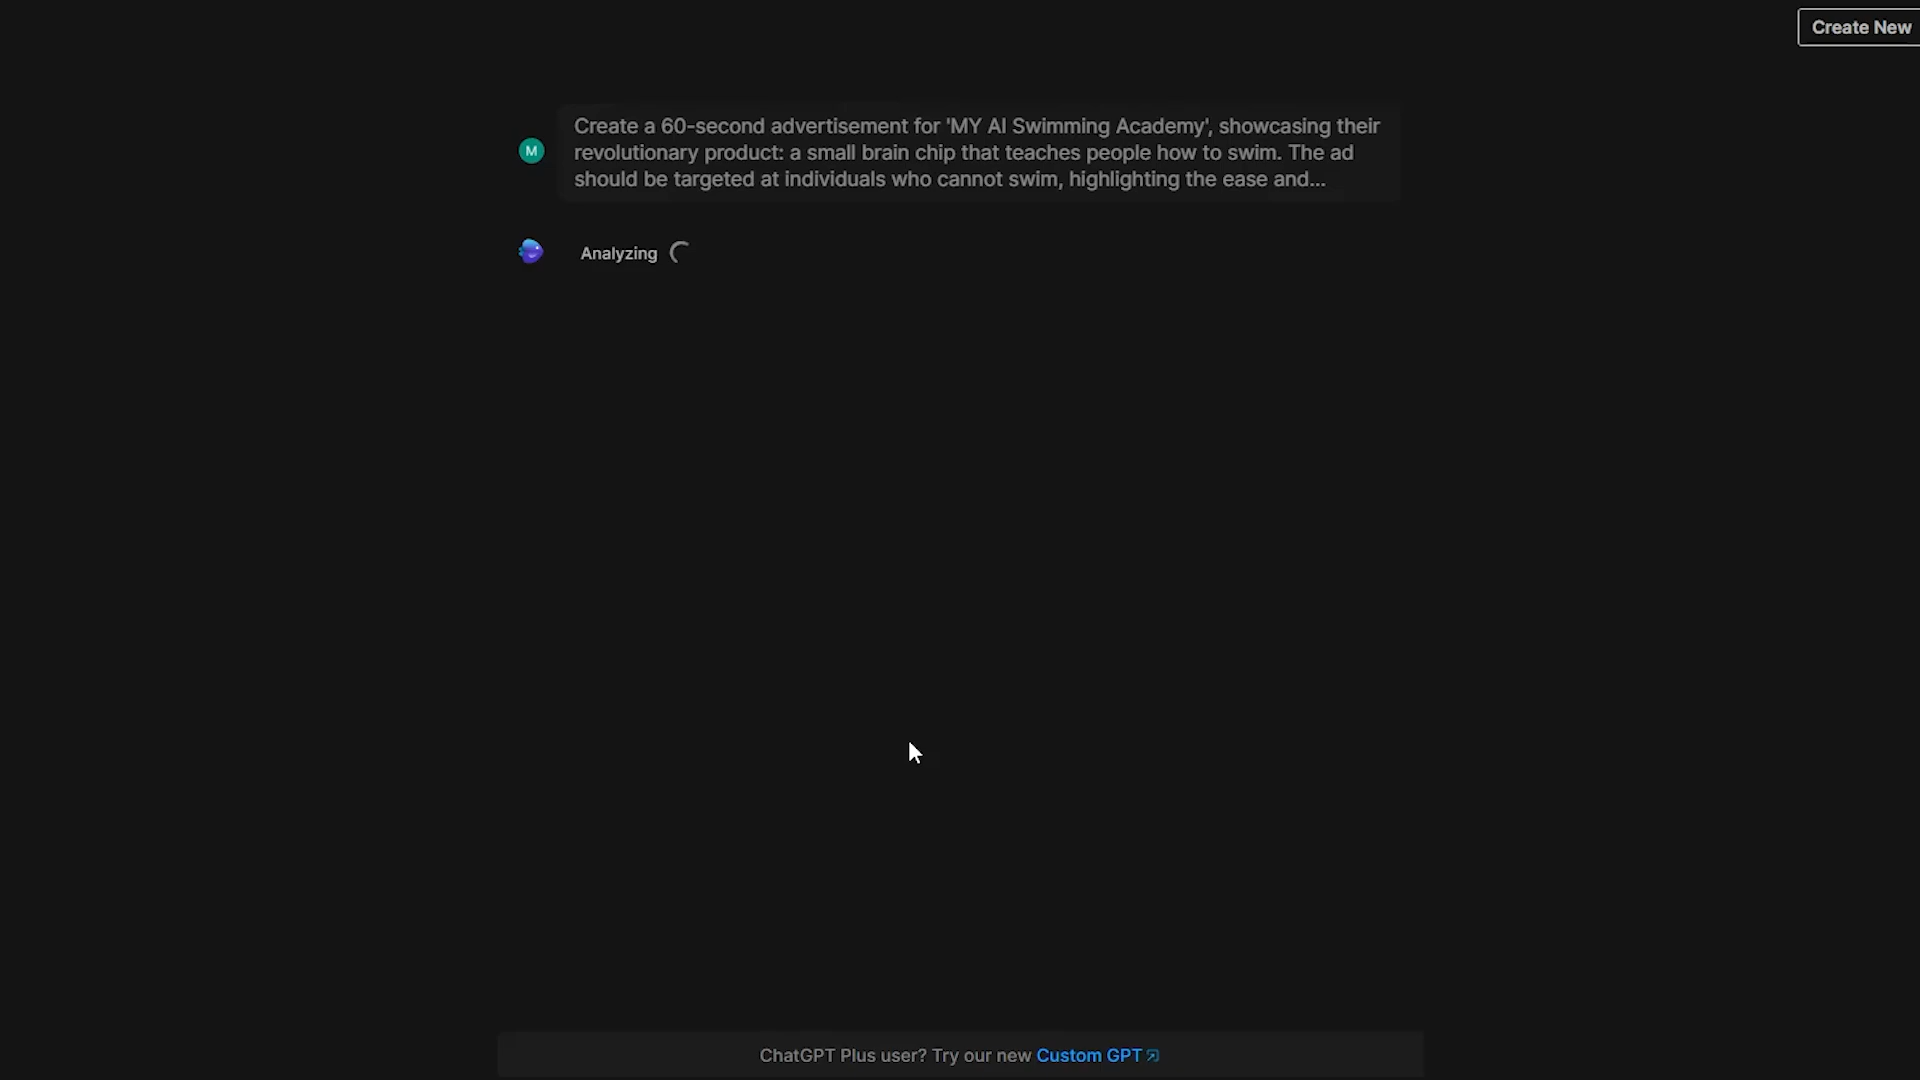 Create New
Create a 60-second advertisement for 'MY AI Swimming Academy', showcasing their
revolutionary product: a small brain chip that teaches people how to swim. The ad
should be targeted at individuals who cannot swim, highlighting the ease and...
M
Analyzing
ChatGPT Plus user? Try our new Custom GPT